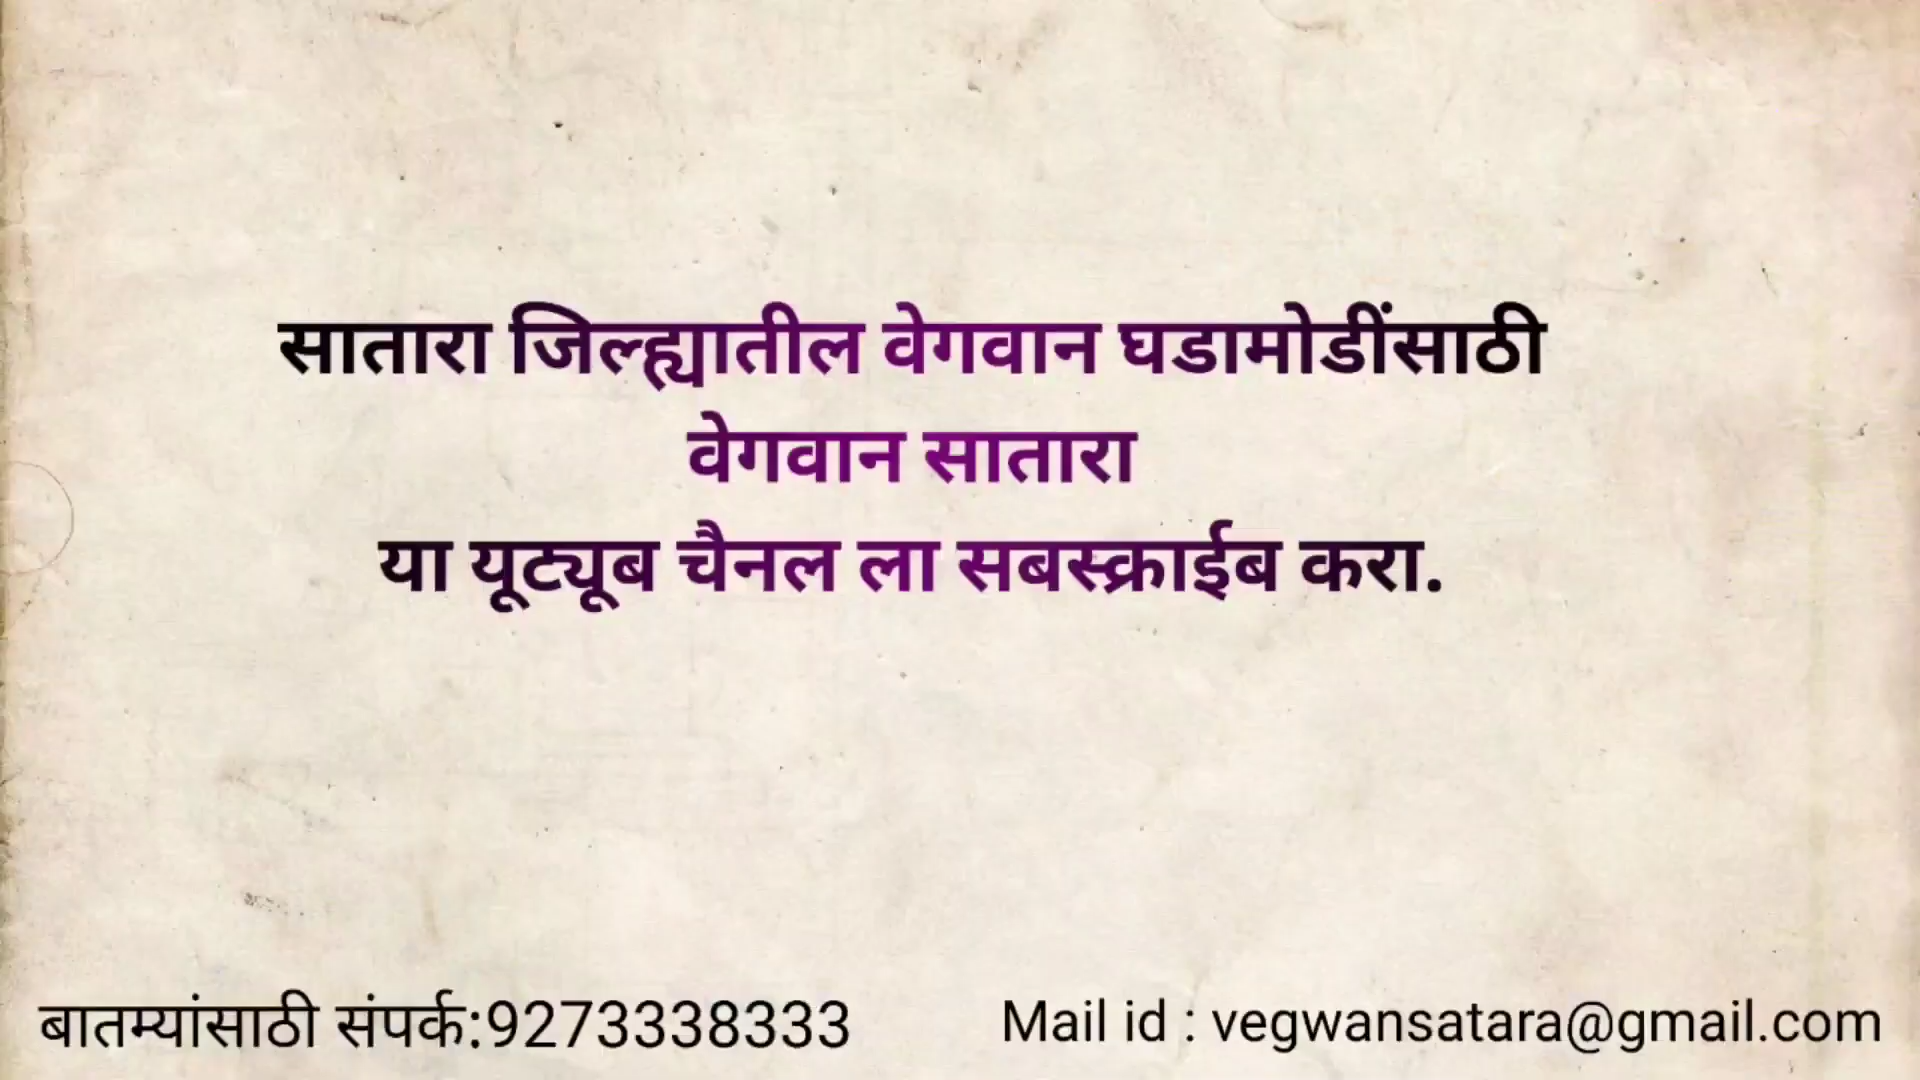 सातारा जिल्ह्यातील वेगवान घडामोडींसाठी
वेगवान सातारा
या यूट्यूब चैनल ला सबस्क्राईब करा.
बातम्यांसाठी संपर्क:9273338333
Mail id : vegwansatara@gmail.com